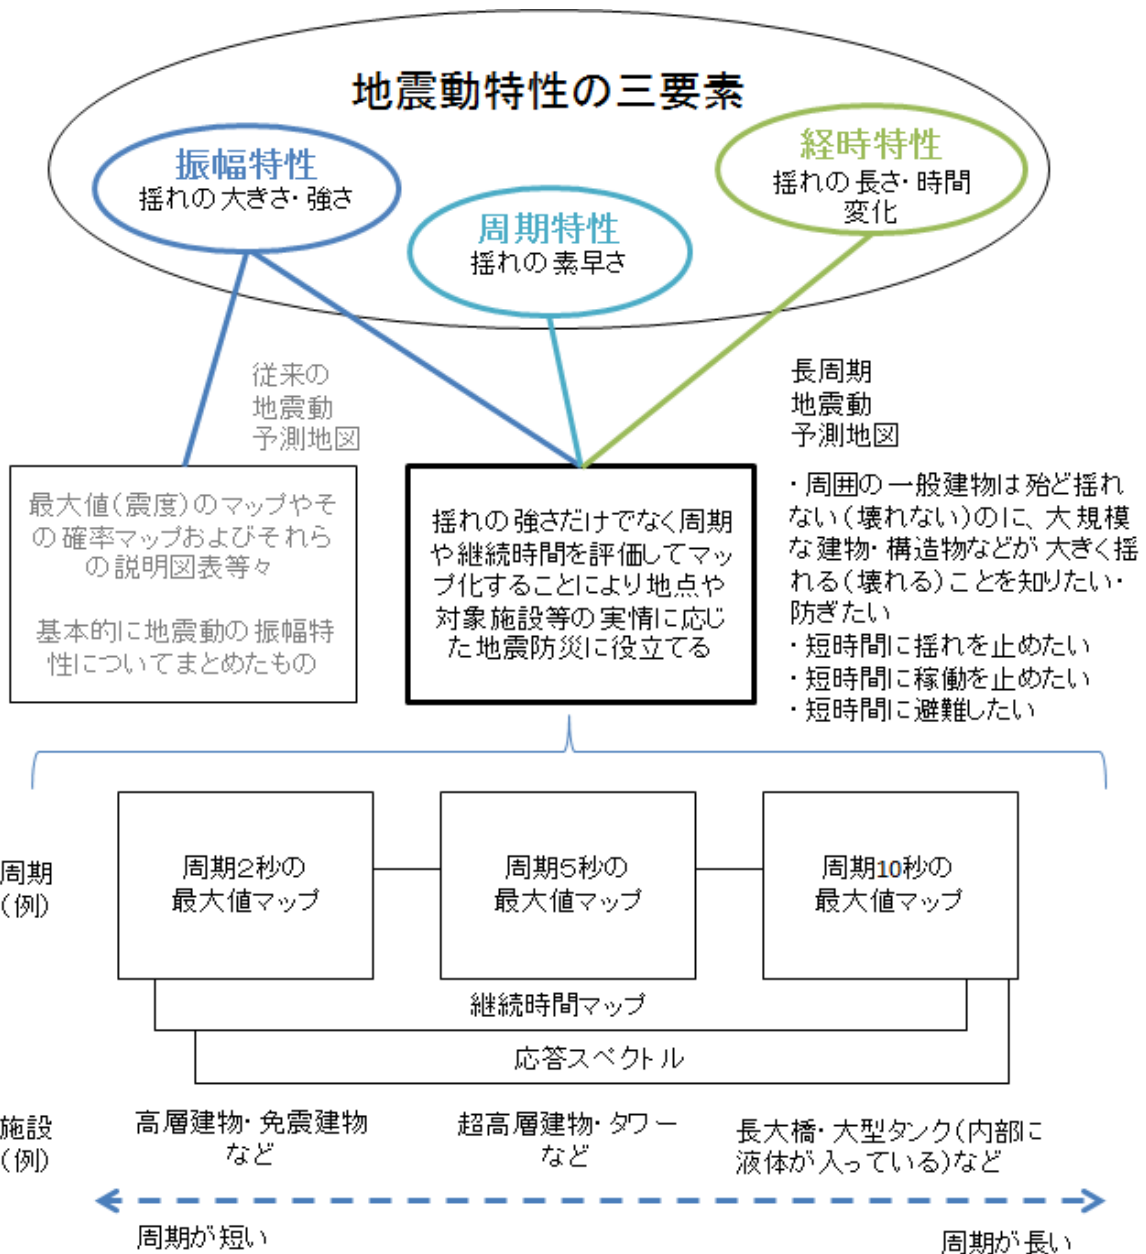 地震動特性の三要素
振幅特性
揺れの大きさ・強さ
周期特性
揺れの素早さ
経時特性
揺れの長さ・時間
変化
従来の
地震動
予測地図
最大値(震度)のマップやそ
の確率マップおよびそれら
の説明図表等々
基本的に地震動の振幅特
性についてまとめたもの
揺れの強さだけでなく周期
や継続時間を評価してマッ
プ化することにより地点や
対象施設等の実情に応じ
た地震防災に役立てる
長周期
地震動
予測地図
・周囲の一般建物は殆ど揺れ
ない(壊れない)のに、大規模
な建物・構造物などが大きく揺
れる(壊れる)ことを知りたい・
防ぎたい
・短時間に揺れを止めたい
・短時間に稼働を止めたい
・短時間に避難したい
周期
(例)
周期2秒の
最大値マップ
周期5秒の
最大値マップ
周期10秒の
最大値マップ
継続時間マップ
応答スペクトル
施設
(例)
高層建物・免震建物
など
超高層建物・タワー
など
長大橋・大型タンク(内部に
液体が入っている)など
周期が短い
周期が長い